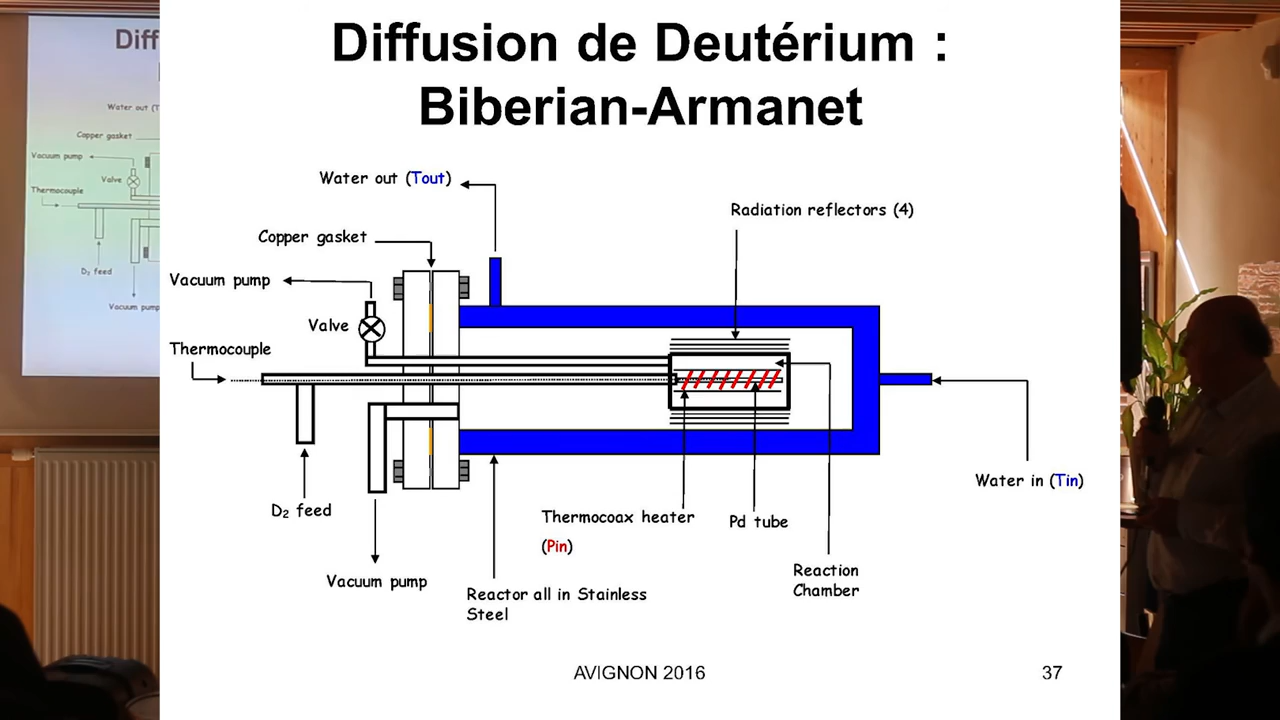 Diffusion de Deutérium :
Biberian-Armanet
Water out (Tout)
Radiation reflectors (4)
Copper gasket
Vacuum pump
Valve
Thermocouple
Water in (Tin)
D₂ feed
Thermocoax heater
(Pin)
Pd tube
Vacuum pump
Reaction
Chamber
Reactor all in Stainless
Steel
AVIGNON 2016
37
Diff
Water out (T
Copper gasket
Vacuum pump
Valve
Thermocouple
D₂ feed
Vacuum pump